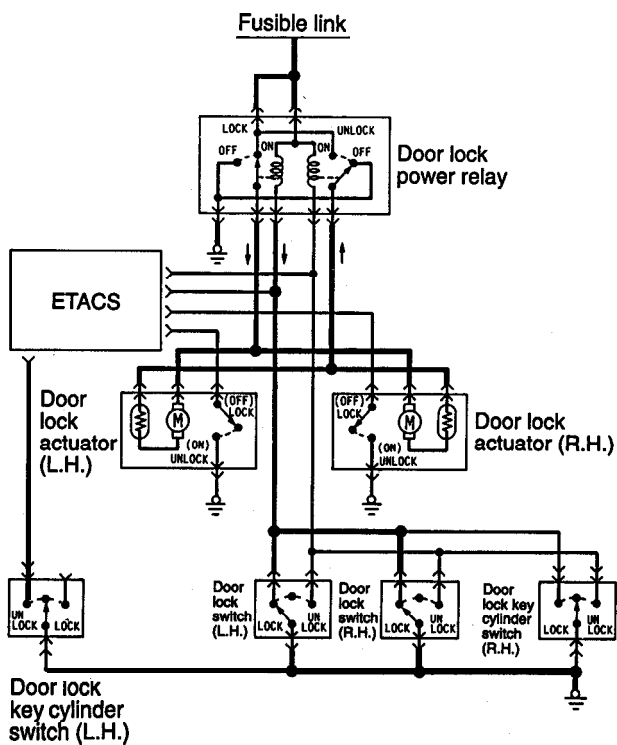 Fusible link
LOCK
UNLOCK
OFF
ON
ON
OFF
Door lock
power relay
ETACS
Door
lock
actuator
(L.H.)
(OFF)
LOCK
(ON)
UNLOCK
M
(OFF)
LOCK
(ON)
UNLOCK
M
Door lock
actuator (R.H.)
UN
LOCK
LOCK
Door lock
key cylinder
switch (L.H.)
Door
lock
switch
(L.H.)
LOCK
UN
LOCK
Door
lock
switch
(R.H.)
LOCK
UN
LOCK
Door
lock key
cylinder
switch
(R.H.)
LOCK
UN
LOCK